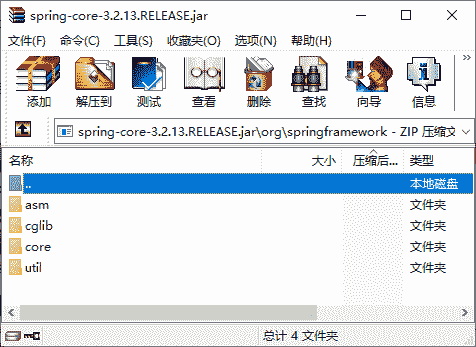 spring-core-3.2.13.RELEASE.jar
文件(F) 命令(C) 工具(S) 收藏夹(O) 选项(N) 帮助(H)
添加 解压到 测试 查看 删除 查找 向导 信息
spring-core-3.2.13.RELEASE.jar\org\springframework - ZIP 压缩文
名称 大小 压缩后... 类型
.. 本地磁盘
asm 文件夹
cglib 文件夹
core 文件夹
util 文件夹
总计 4 文件夹